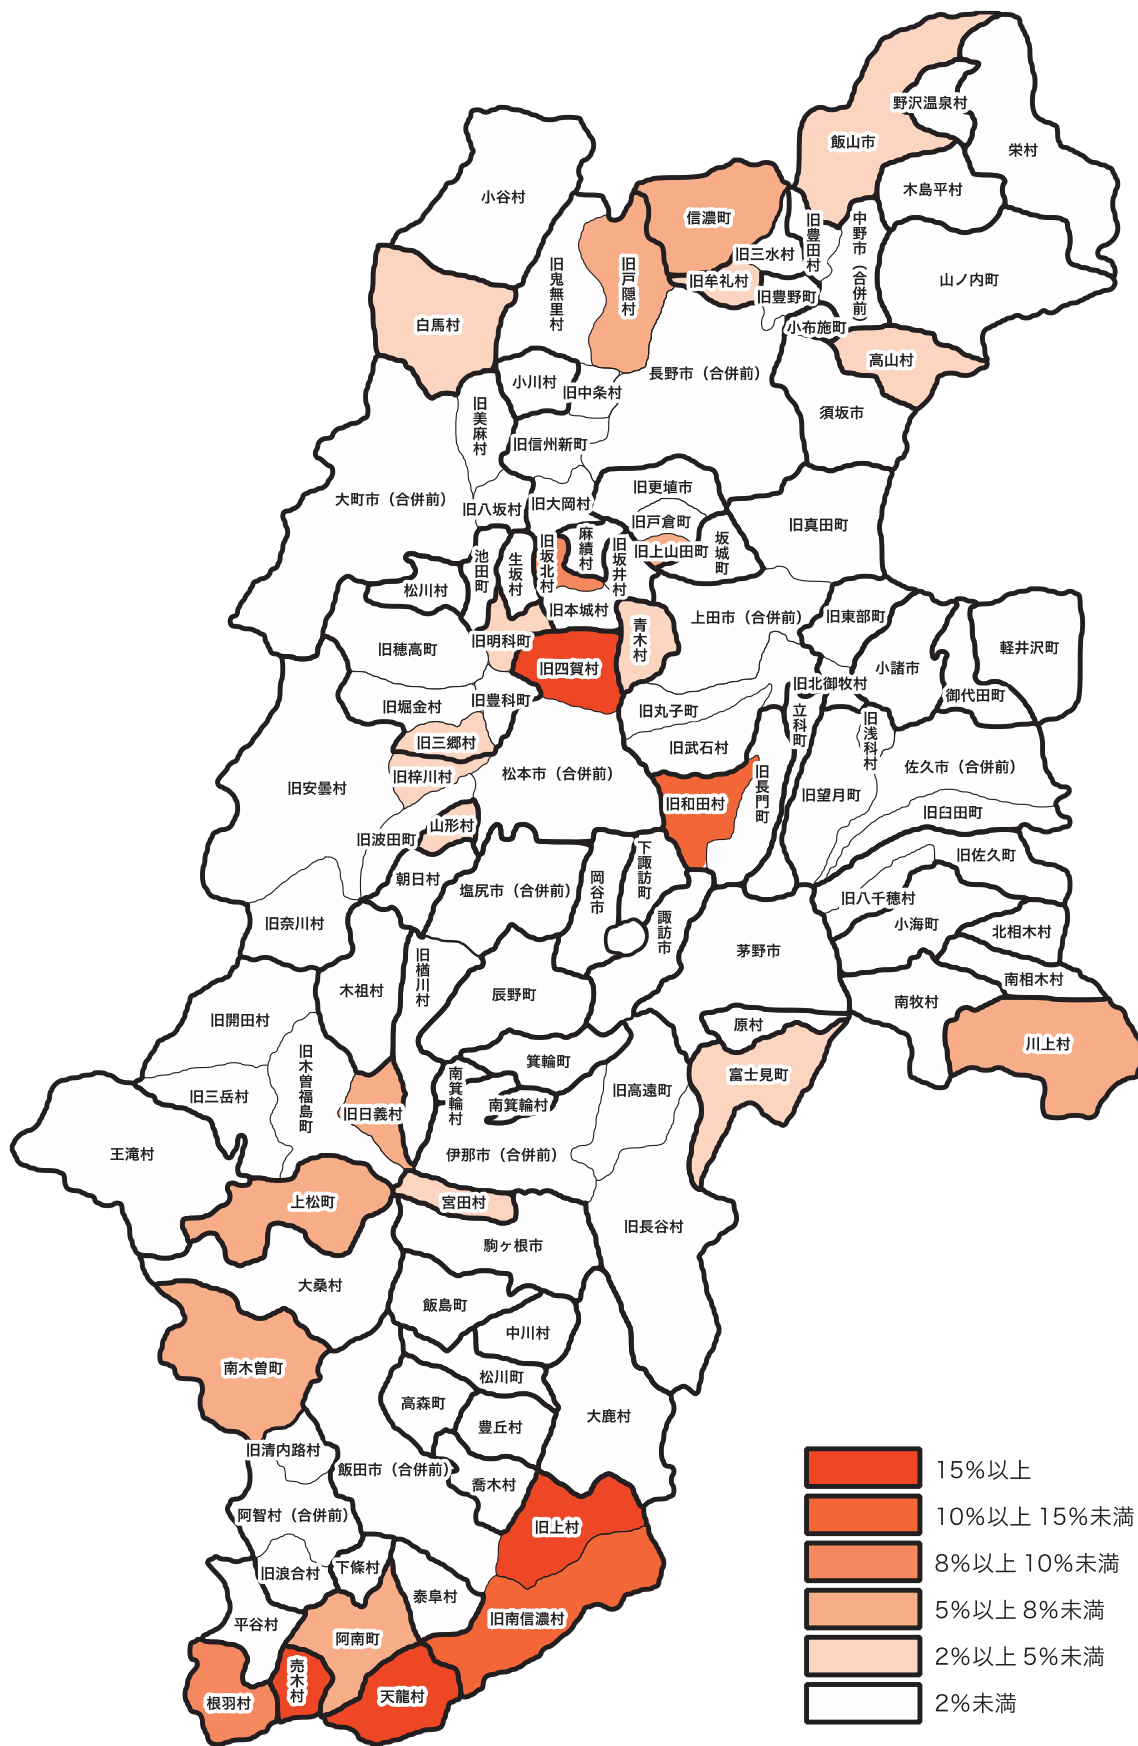 野沢温泉村
飯山市
栄村
木島平村
小谷村
信濃町
旧豊田村
中野市（合併前）
旧三水村
旧鬼無里村
旧戸隠村
旧牟礼村
山ノ内町
旧豊野町
白馬村
小布施町
高山村
長野市（合併前）
小川村
旧中条村
旧美麻村
須坂市
旧信州新町
旧更埴市
大町市（合併前）
旧八坂村
旧大岡村
旧戸倉町
旧真田町
麻績村
坂城町
旧上山田町
旧坂北村
旧坂井村
池田町
生坂村
松川村
旧本城村
上田市（合併前）
旧東部町
青木村
旧明科町
軽井沢町
旧穂高町
旧四賀村
小諸市
旧北御牧村
御代田町
旧豊科町
旧堀金村
旧丸子町
立科町
旧浅科村
旧三郷村
旧武石村
佐久市（合併前）
旧梓川村
松本市（合併前）
旧安曇村
旧長門町
旧望月町
旧和田村
旧臼田町
山形村
旧波田町
旧佐久町
下諏訪町
朝日村
塩尻市（合併前）
岡谷市
旧八千穂村
旧奈川村
小海町
北相木村
諏訪市
茅野市
旧楢川村
南相木村
木祖村
辰野町
南牧村
旧開田村
原村
川上村
箕輪町
旧木曽福島町
富士見町
旧三岳村
南箕輪村
南箕輪村
旧高遠町
旧日義村
王滝村
伊那市（合併前）
上松町
宮田村
旧長谷村
駒ヶ根市
大桑村
飯島町
中川村
南木曽町
松川町
高森町
大鹿村
豊丘村
旧清内路村
飯田市（合併前）
喬木村
阿智村（合併前）
旧上村
下條村
旧浪合村
泰阜村
平谷村
旧南信濃村
阿南町
売木村
天龍村
根羽村
15%以上
10%以上 15%未満
8%以上 10%未満
5%以上 8%未満
2%以上 5%未満
2%未満